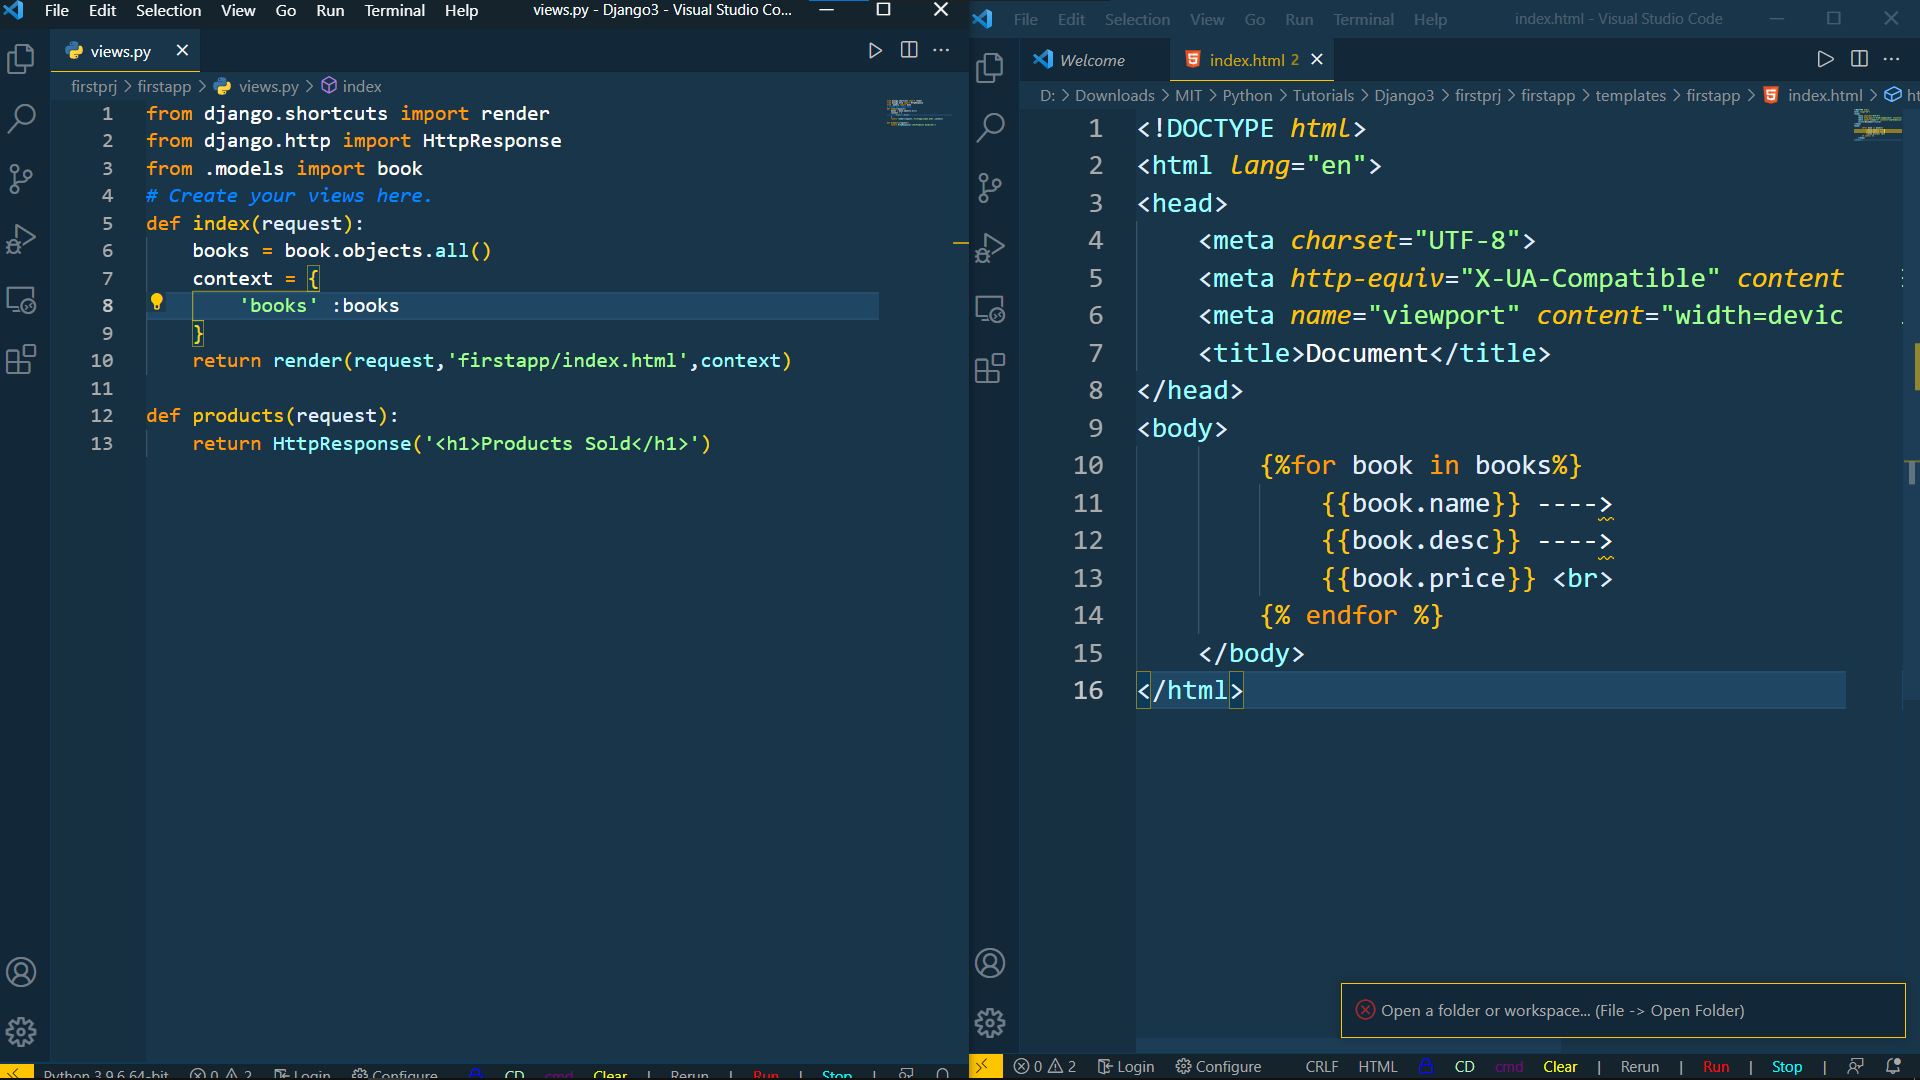 File Edit Selection View Go Run Terminal Help views.py - Django3 - Visual Studio Co...
views.py
firstprj > firstapp > views.py > index
1 from django.shortcuts import render
2 from django.http import HttpResponse
3 from .models import book
4 # Create your views here.
5 def index(request):
6 books = book.objects.all()
7 context = {
8 'books' :books
9 }
10 return render(request,'firstapp/index.html',context)
11
12 def products(request):
13 return HttpResponse('<h1>Products Sold</h1>')
Python 3.9.6 64-bit 0 2 Login Configure CD cmd Clear | Rerun | Run | Stop |
File Edit Selection View Go Run Terminal Help index.html - Visual Studio Code
Welcome index.html 2
D: > Downloads > MIT > Python > Tutorials > Django3 > firstprj > firstapp > templates > firstapp > index.html > ht
1 <!DOCTYPE html>
2 <html lang="en">
3 <head>
4 <meta charset="UTF-8">
5 <meta http-equiv="X-UA-Compatible" content
6 <meta name="viewport" content="width=devic
7 <title>Document</title>
8 </head>
9 <body>
10 {%for book in books%}
11 {{book.name}} ---->
12 {{book.desc}} ---->
13 {{book.price}} <br>
14 {% endfor %}
15 </body>
16 </html>
Open a folder or workspace... (File -> Open Folder)
0 2 Login Configure CRLF HTML CD cmd Clear | Rerun | Run | Stop |